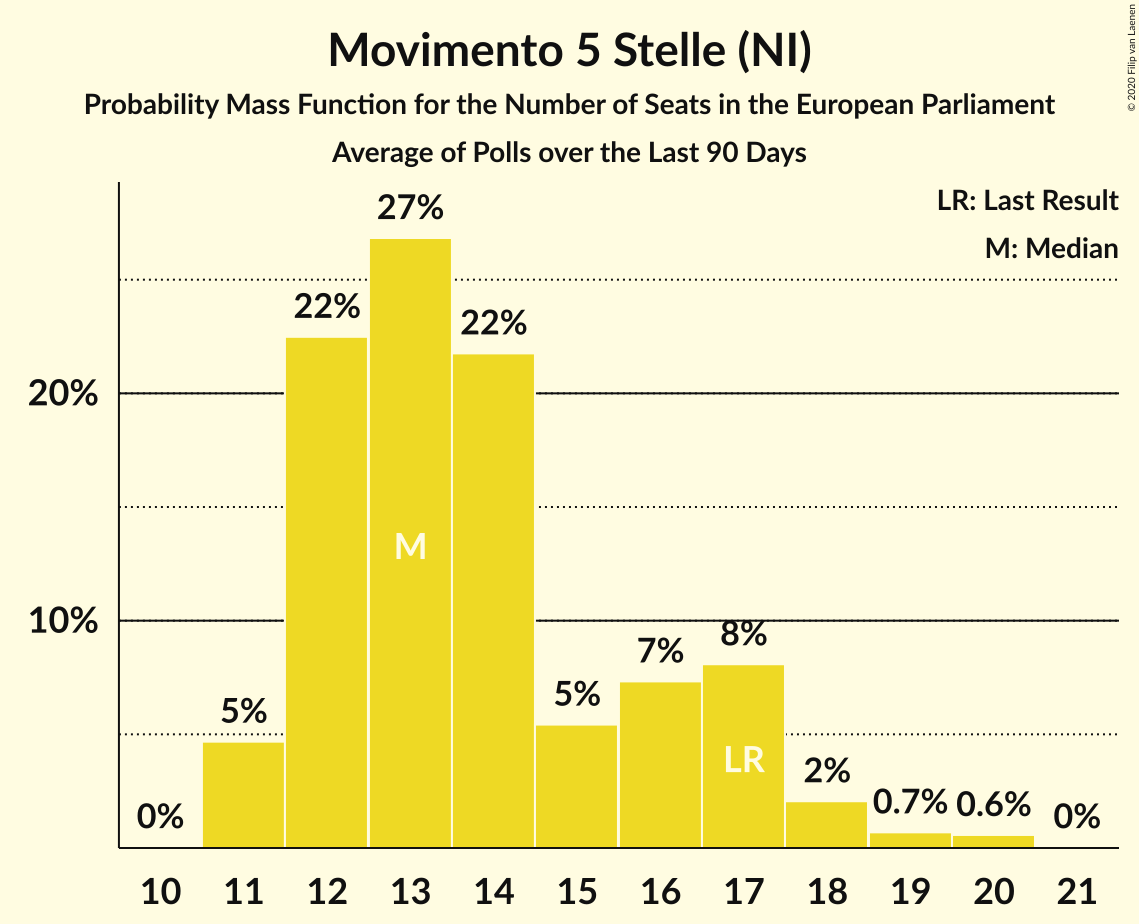 Movimento 5 Stelle (NI)
Probability Mass Function for the Number of Seats in the European Parliament
Average of Polls over the Last 90 Days
© 2020 Filip van Laenen
LR: Last Result
M: Median
27%
22%
22%
20%
M
10%
8%
7%
5%
5%
LR
2%
0.7%
0.6%
0%
0%
10 11 12 13 14 15 16 17 18 19 20 21